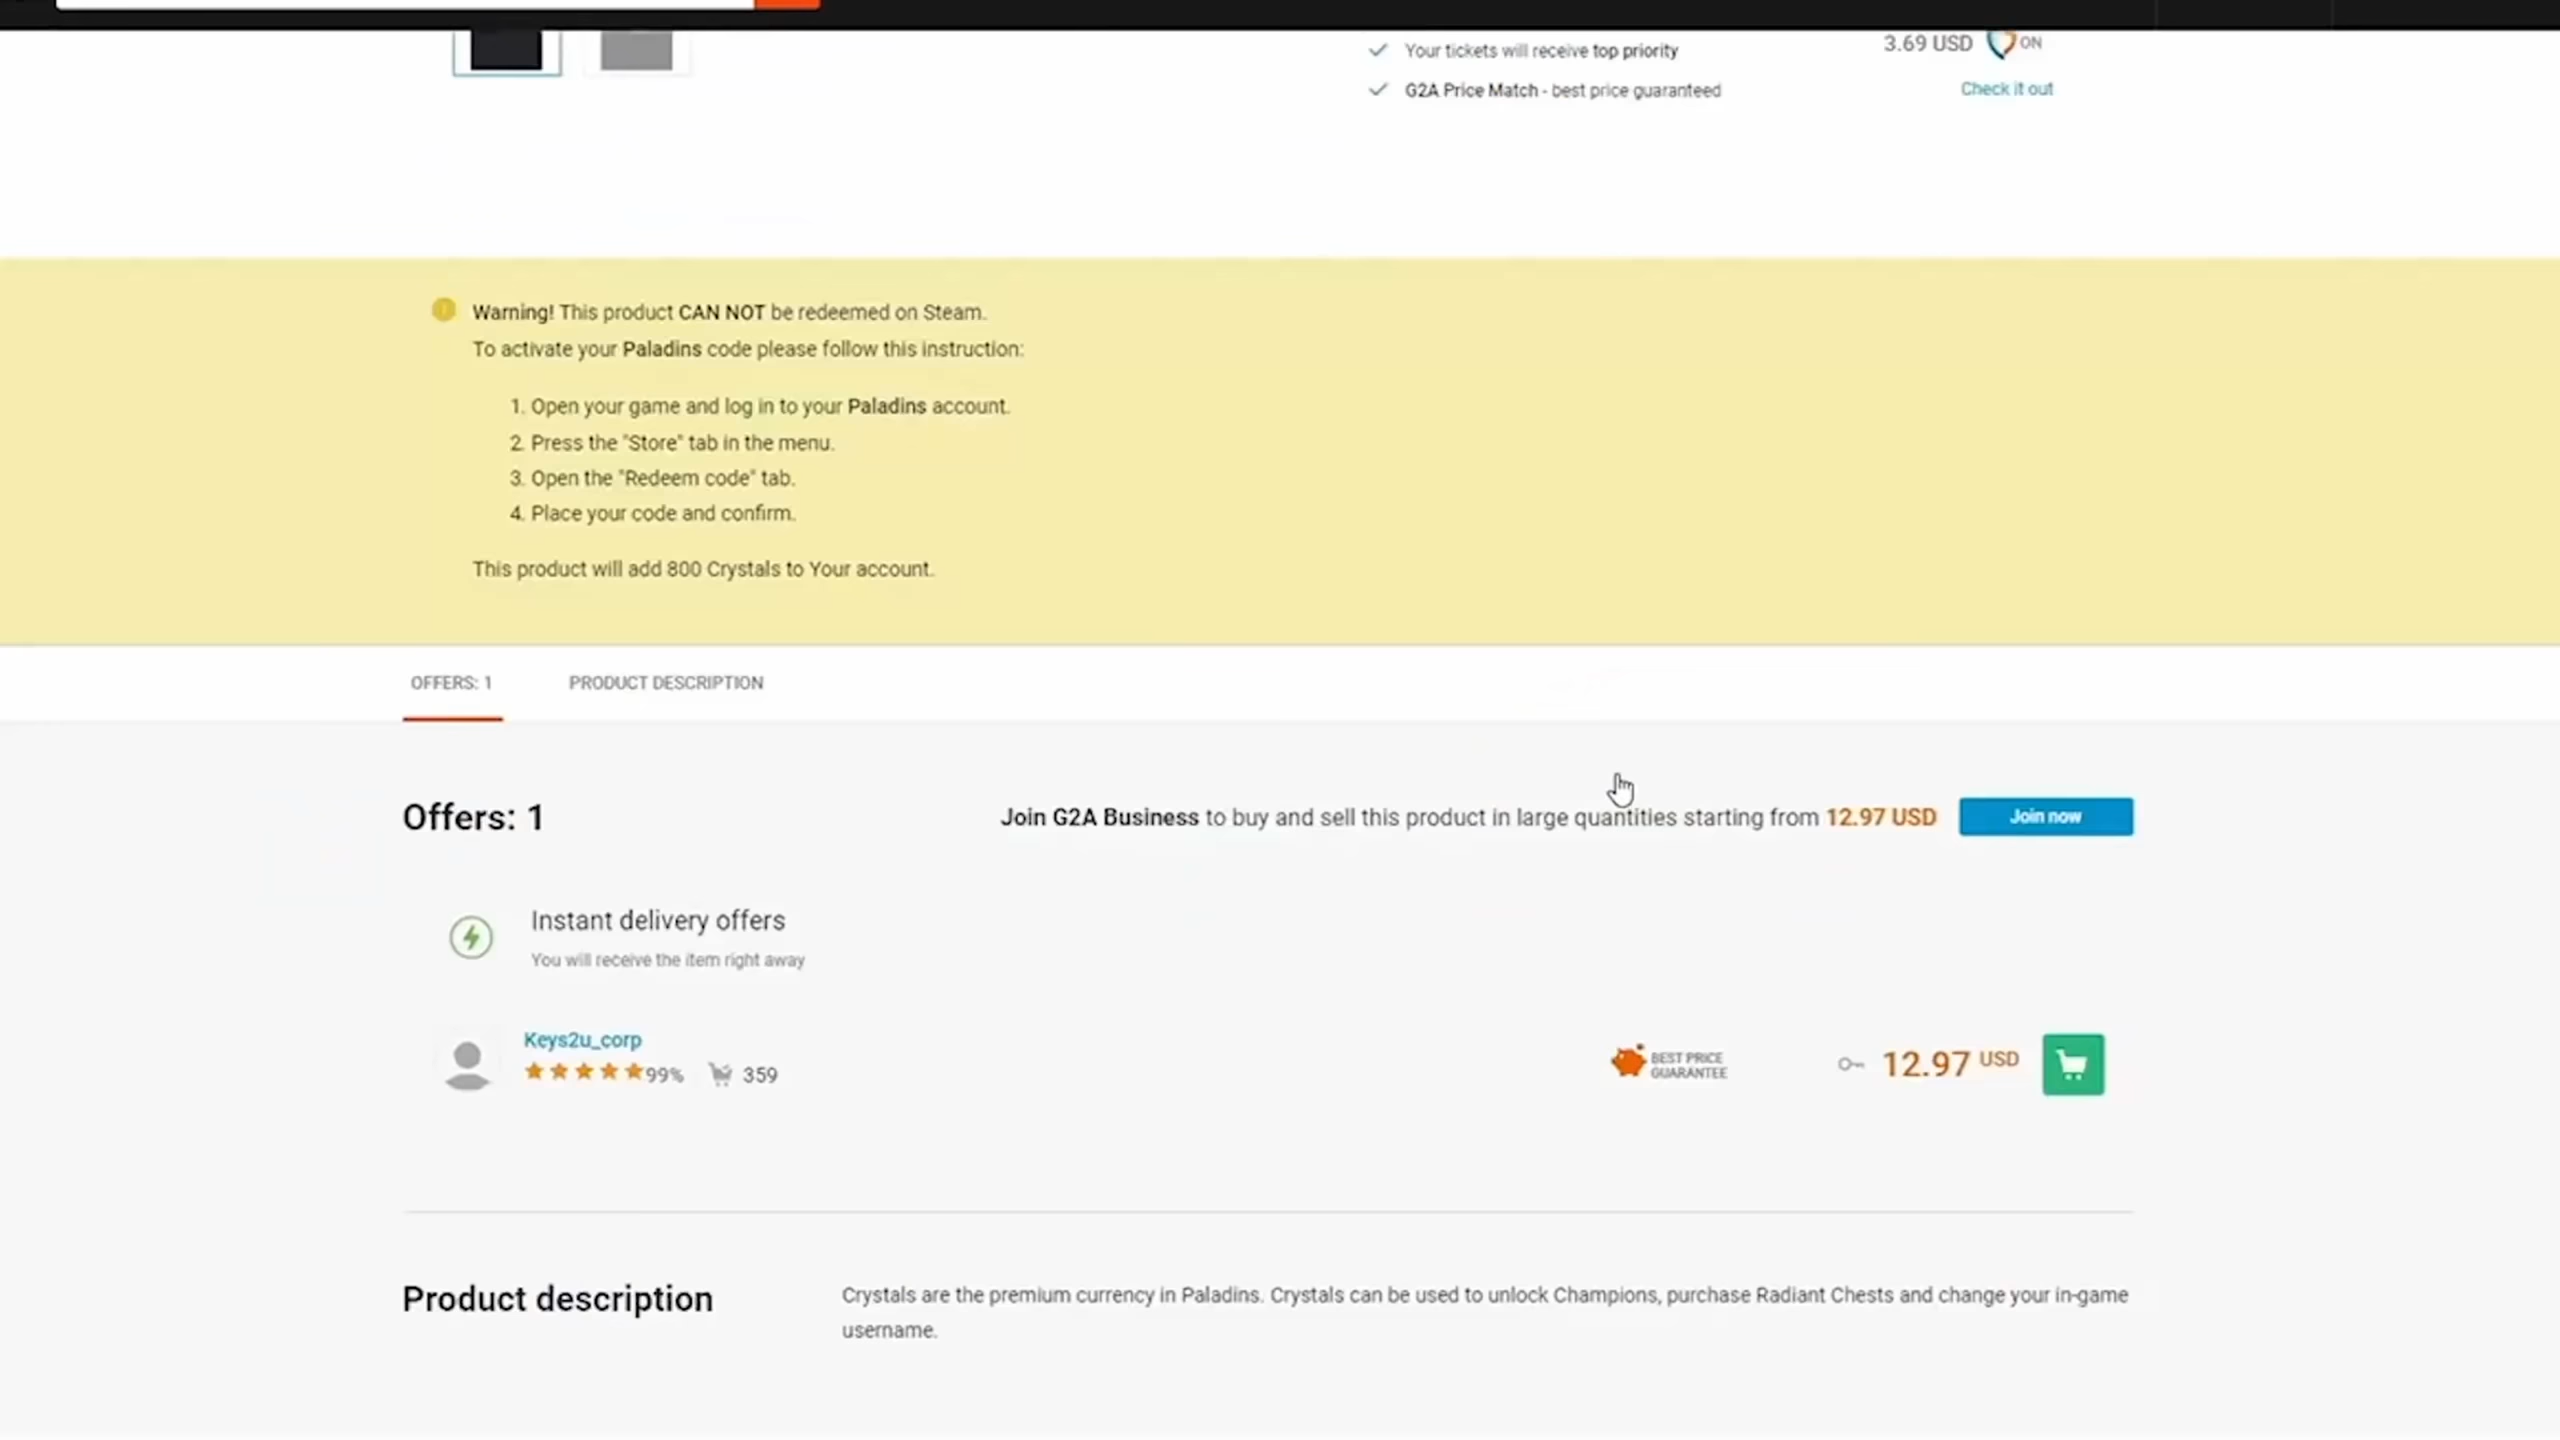 Your tickets will receive top priority
3.69 USD ON
G2A Price Match - best price guaranteed
Check it out
Warning! This product CAN NOT be redeemed on Steam.
To activate your Paladins code please follow this instruction:
1. Open your game and log in to your Paladins account.
2. Press the "Store" tab in the menu.
3. Open the "Redeem code" tab.
4. Place your code and confirm.
This product will add 800 Crystals to Your account.
OFFERS: 1 PRODUCT DESCRIPTION
Offers: 1
Join G2A Business to buy and sell this product in large quantities starting from 12.97 USD
Join now
Instant delivery offers
You will receive the item right away
Keys2u_corp
99% 359
BEST PRICE
GUARANTEE
12.97 USD
Product description
Crystals are the premium currency in Paladins. Crystals can be used to unlock Champions, purchase Radiant Chests and change your in-game
username.